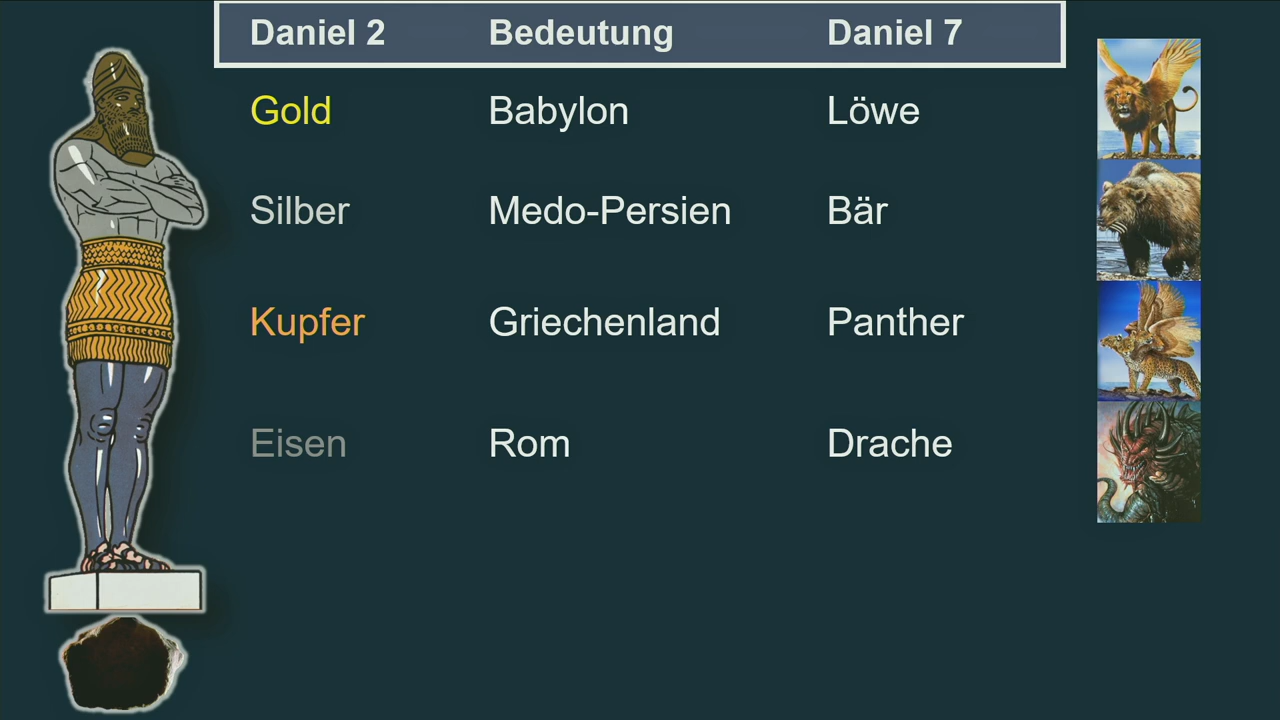 Daniel 2 Bedeutung Daniel 7
Gold Babylon Löwe
Silber Medo-Persien Bär
Kupfer Griechenland Panther
Eisen Rom Drache